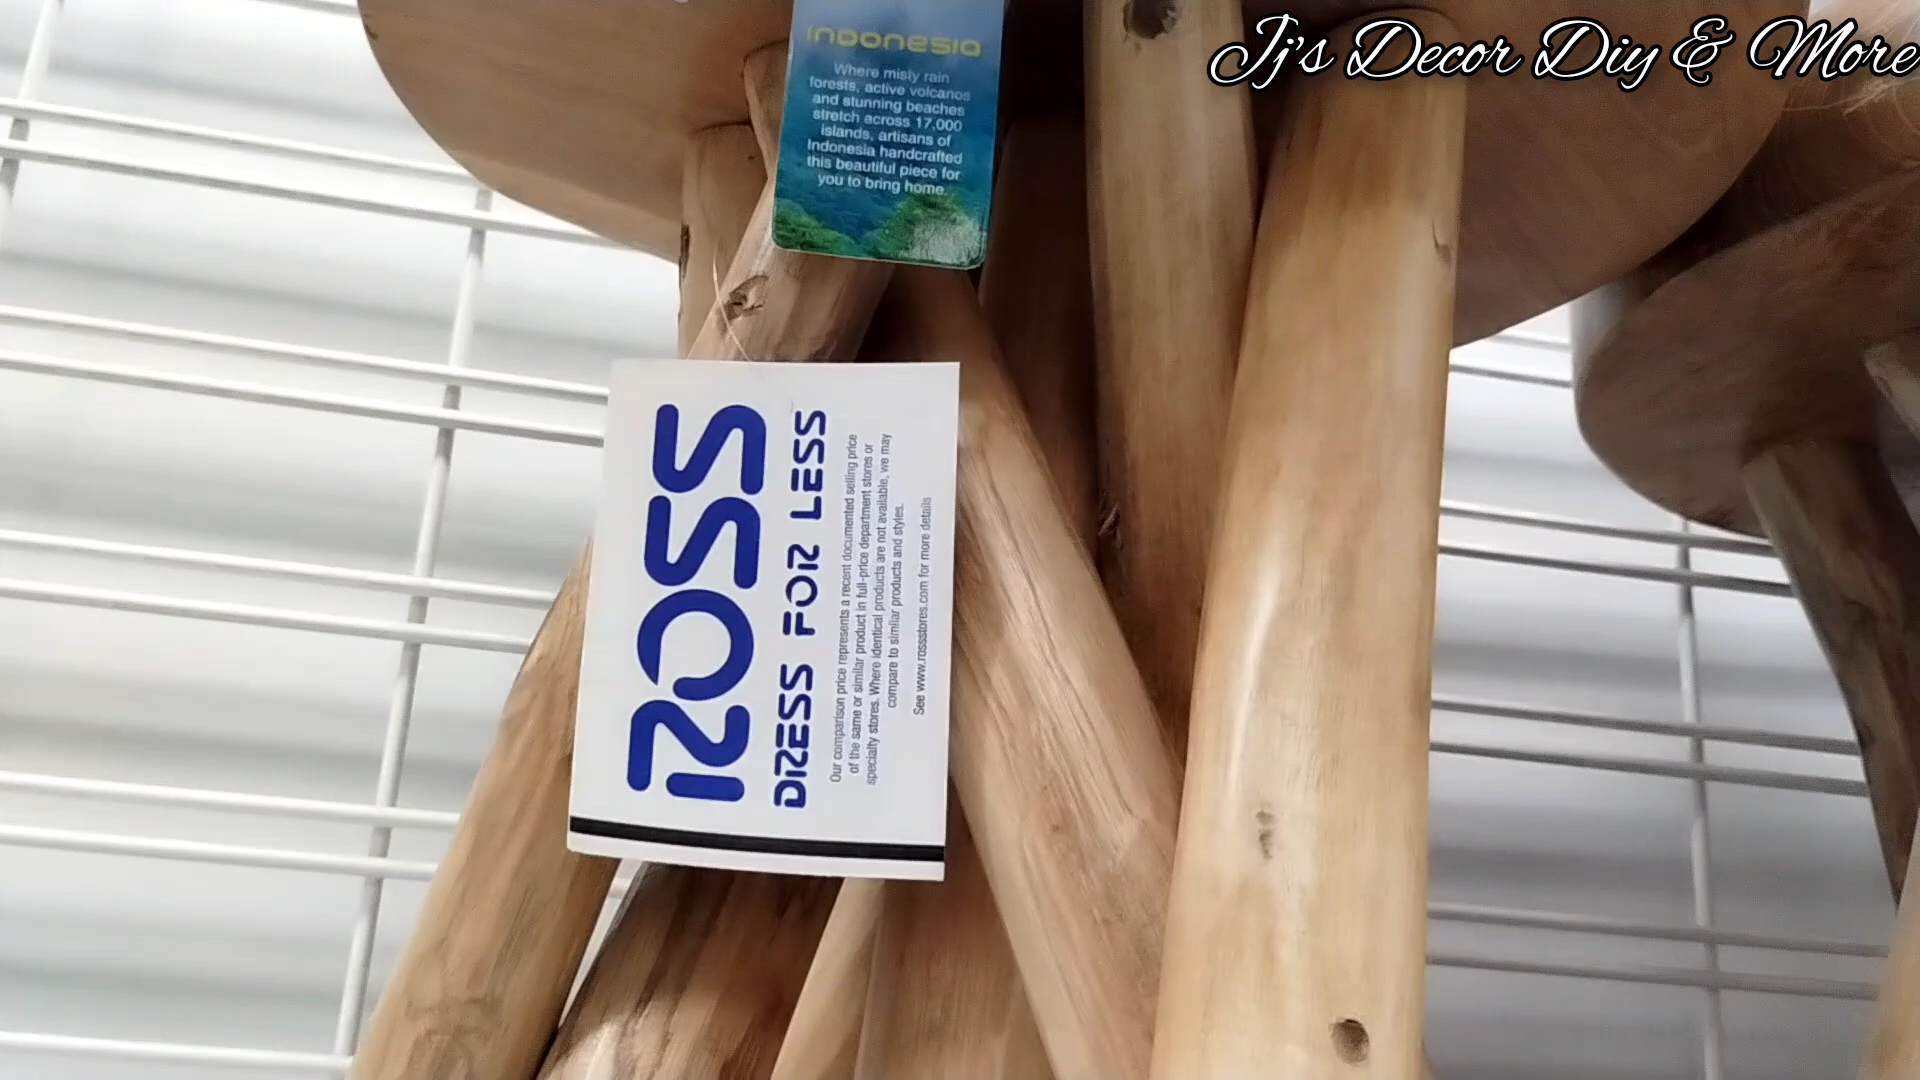 Jj's Decor Diy & More
INDONESIA
Where misty rain
forests, active volcanos
and stunning beaches
stretch across 17,000
islands, artisans of
Indonesia handcrafted
this beautiful piece for
you to bring home.
ROSS
DRESS FOR LESS
Our comparison price represents a recent documented selling price
of the same or similar product in full-price department stores or
specialty stores. Where identical products are not available, we may
compare to similar products and styles.
See www.rossstores.com for more details